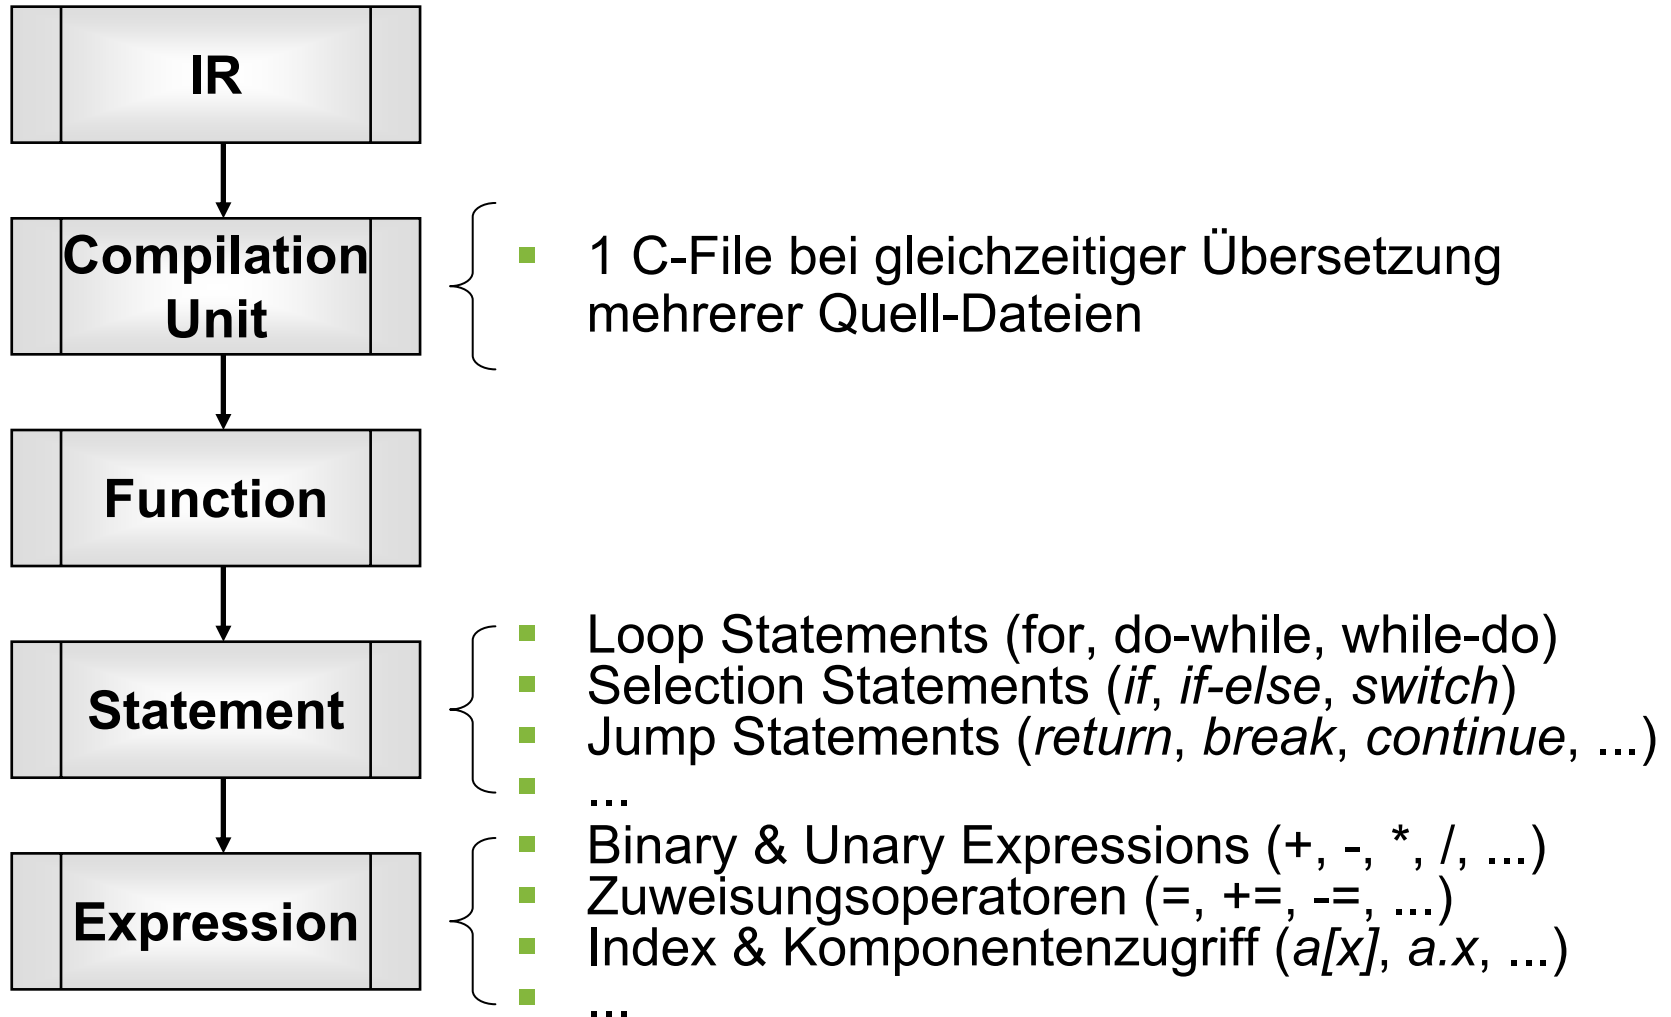 IR
Compilation
Unit
1 C-File bei gleichzeitiger Übersetzung
mehrerer Quell-Dateien
Function
Statement
Loop Statements (for, do-while, while-do)
Selection Statements (if, if-else, switch)
Jump Statements (return, break, continue, ...)
...
Expression
Binary & Unary Expressions (+, -, *, /, ...)
Zuweisungsoperatoren (=, +=, -=, ...)
Index & Komponentenzugriff (a[x], a.x, ...)
...